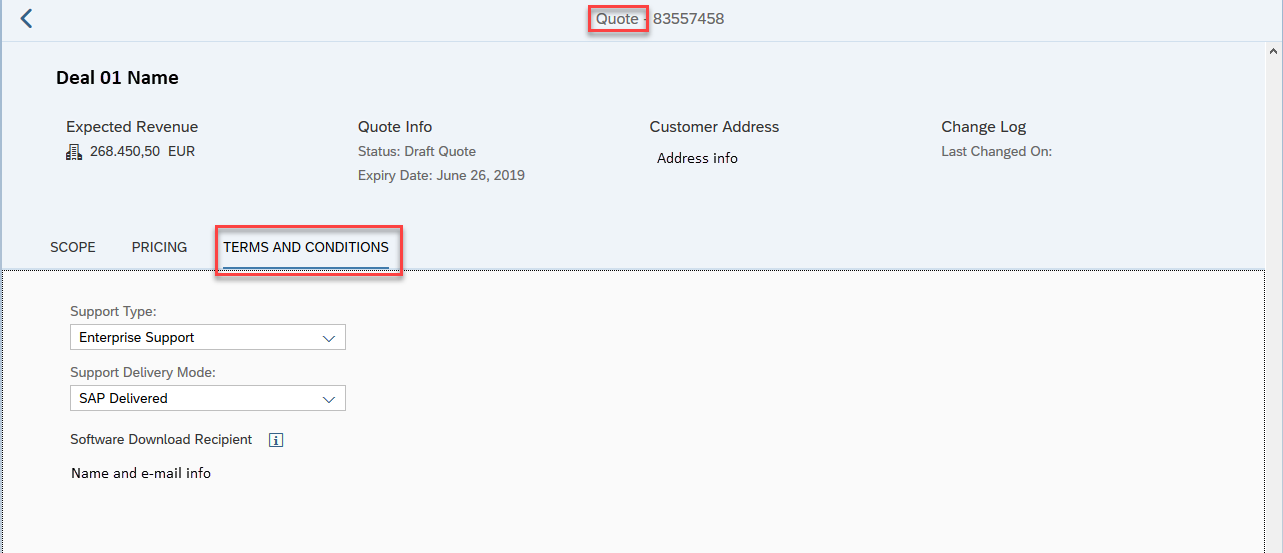 Quote - 83557458
Deal 01 Name
Expected Revenue
268.450,50 EUR
Quote Info
Status: Draft Quote
Expiry Date: June 26, 2019
Customer Address
Address info
Change Log
Last Changed On:
SCOPE PRICING TERMS AND CONDITIONS
Support Type:
Enterprise Support
Support Delivery Mode:
SAP Delivered
Software Download Recipient i
Name and e-mail info